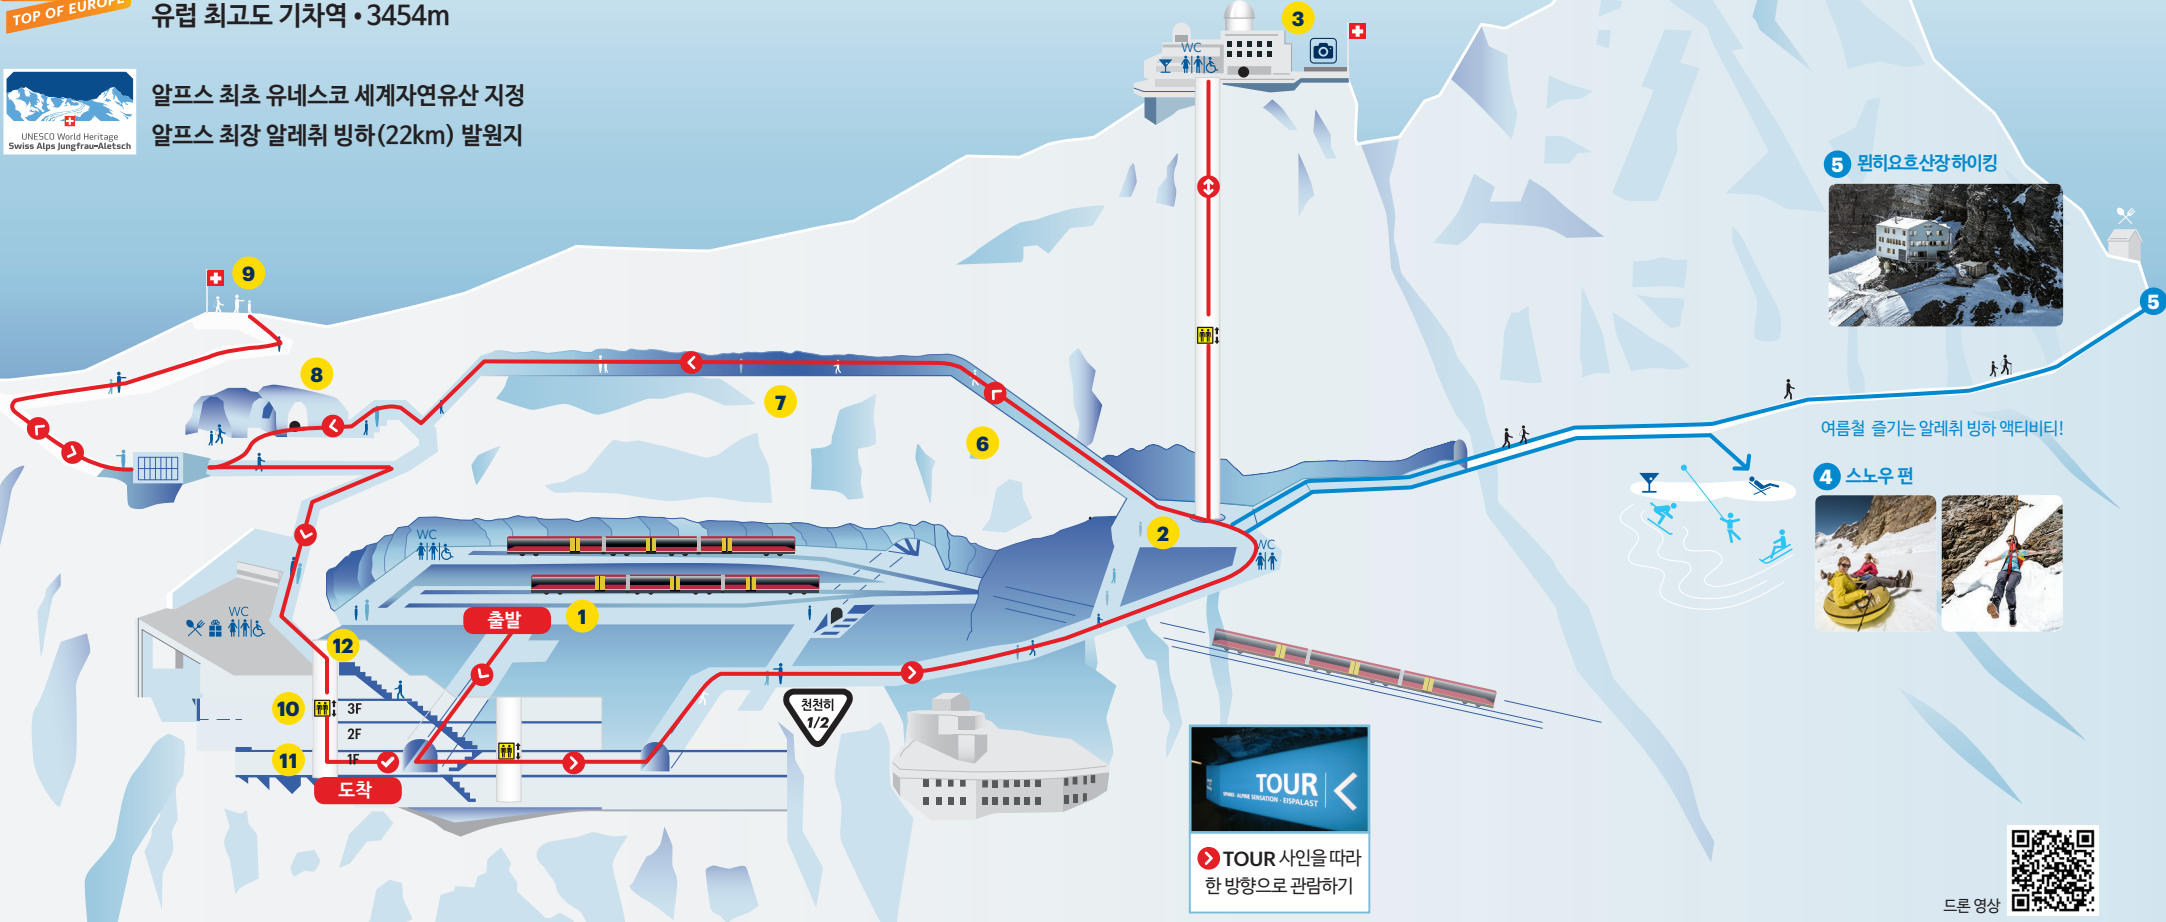 TOP OF EUROPE
유럽 최고도 기차역 • 3454m
UNESCO World Heritage
Swiss Alps Jungfrau-Aletsch
알프스 최초 유네스코 세계자연유산 지정
알프스 최장 알레취 빙하(22km) 발원지
3
WC
5 묀히요흐산장 하이킹
5
9
8
7
6
여름철 즐기는 알레취 빙하 액티비티!
4 스노우 펀
WC
2
WC
출발
1
WC
12
10
3F
2F
11
1F
도착
천천히
1/2
TOUR
SPHINX - ALPINE SENSATION - EISPALAST
TOUR 사인을 따라
한 방향으로 관람하기
드론 영상